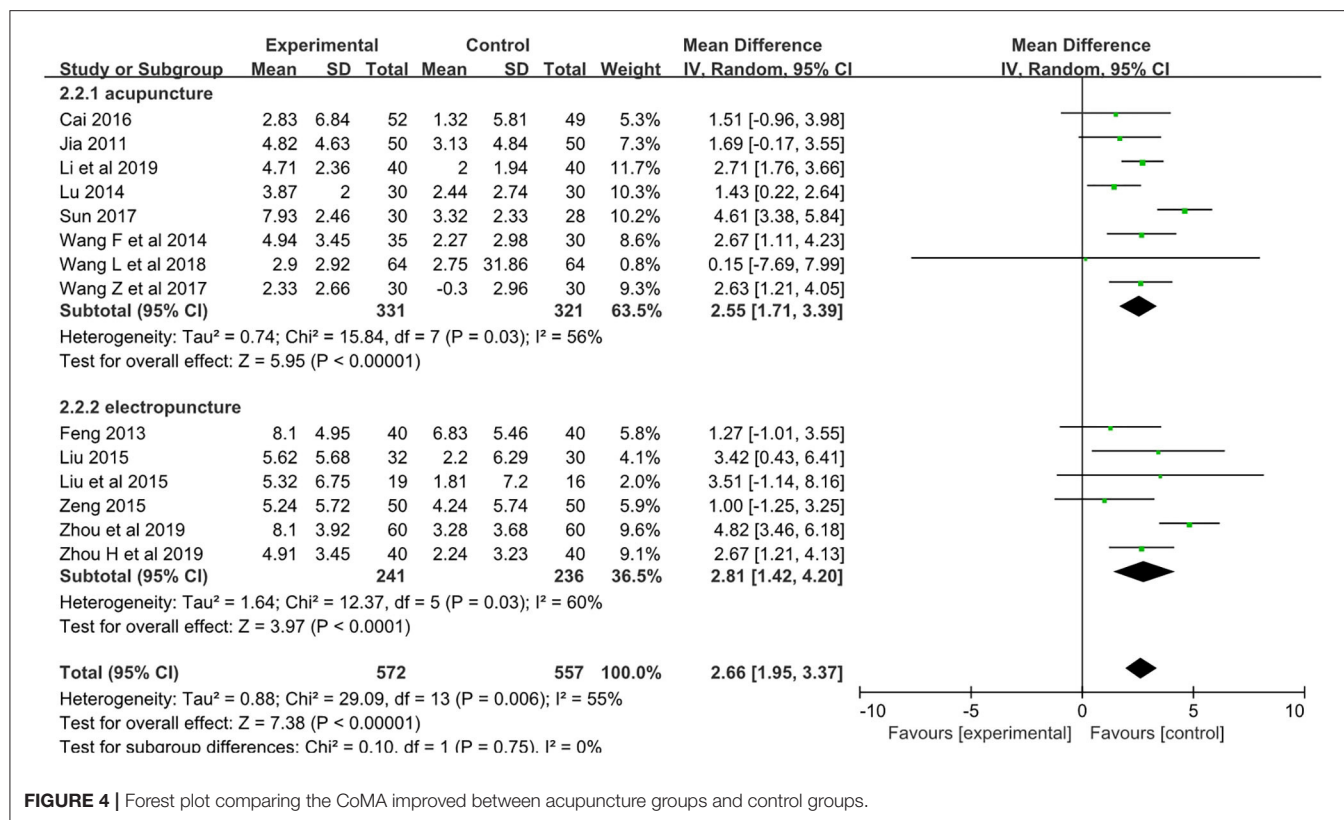 Experimental Control Mean Difference Mean Difference
Study or Subgroup Mean SD Total Mean SD Total Weight IV, Random, 95% CI IV, Random, 95% CI
2.2.1 acupuncture
Cai 2016 2.83 6.84 52 1.32 5.81 49 5.3% 1.51 [-0.96, 3.98]
Jia 2011 4.82 4.63 50 3.13 4.84 50 7.3% 1.69 [-0.17, 3.55]
Li et al 2019 4.71 2.36 40 2 1.94 40 11.7% 2.71 [1.76, 3.66]
Lu 2014 3.87 2 30 2.44 2.74 30 10.3% 1.43 [0.22, 2.64]
Sun 2017 7.93 2.46 30 3.32 2.33 28 10.2% 4.61 [3.38, 5.84]
Wang F et al 2014 4.94 3.45 35 2.27 2.98 30 8.6% 2.67 [1.11, 4.23]
Wang L et al 2018 2.9 2.92 64 2.75 31.86 64 0.8% 0.15 [-7.69, 7.99]
Wang Z et al 2017 2.33 2.66 30 -0.3 2.96 30 9.3% 2.63 [1.21, 4.05]
Subtotal (95% CI) 331 321 63.5% 2.55 [1.71, 3.39]
Heterogeneity: Tau² = 0.74; Chi² = 15.84, df = 7 (P = 0.03); I² = 56%
Test for overall effect: Z = 5.95 (P < 0.00001)
2.2.2 electropuncture
Feng 2013 8.1 4.95 40 6.83 5.46 40 5.8% 1.27 [-1.01, 3.55]
Liu 2015 5.62 5.68 32 2.2 6.29 30 4.1% 3.42 [0.43, 6.41]
Liu et al 2015 5.32 6.75 19 1.81 7.2 16 2.0% 3.51 [-1.14, 8.16]
Zeng 2015 5.24 5.72 50 4.24 5.74 50 5.9% 1.00 [-1.25, 3.25]
Zhou et al 2019 8.1 3.92 60 3.28 3.68 60 9.6% 4.82 [3.46, 6.18]
Zhou H et al 2019 4.91 3.45 40 2.24 3.23 40 9.1% 2.67 [1.21, 4.13]
Subtotal (95% CI) 241 236 36.5% 2.81 [1.42, 4.20]
Heterogeneity: Tau² = 1.64; Chi² = 12.37, df = 5 (P = 0.03); I² = 60%
Test for overall effect: Z = 3.97 (P < 0.0001)
Total (95% CI) 572 557 100.0% 2.66 [1.95, 3.37]
Heterogeneity: Tau² = 0.88; Chi² = 29.09, df = 13 (P = 0.006); I² = 55%
Test for overall effect: Z = 7.38 (P < 0.00001)
Test for subgroup differences: Chi² = 0.10, df = 1 (P = 0.75), I² = 0%
-10 -5 0 5 10
Favours [experimental] Favours [control]
FIGURE 4 | Forest plot comparing the CoMA improved between acupuncture groups and control groups.